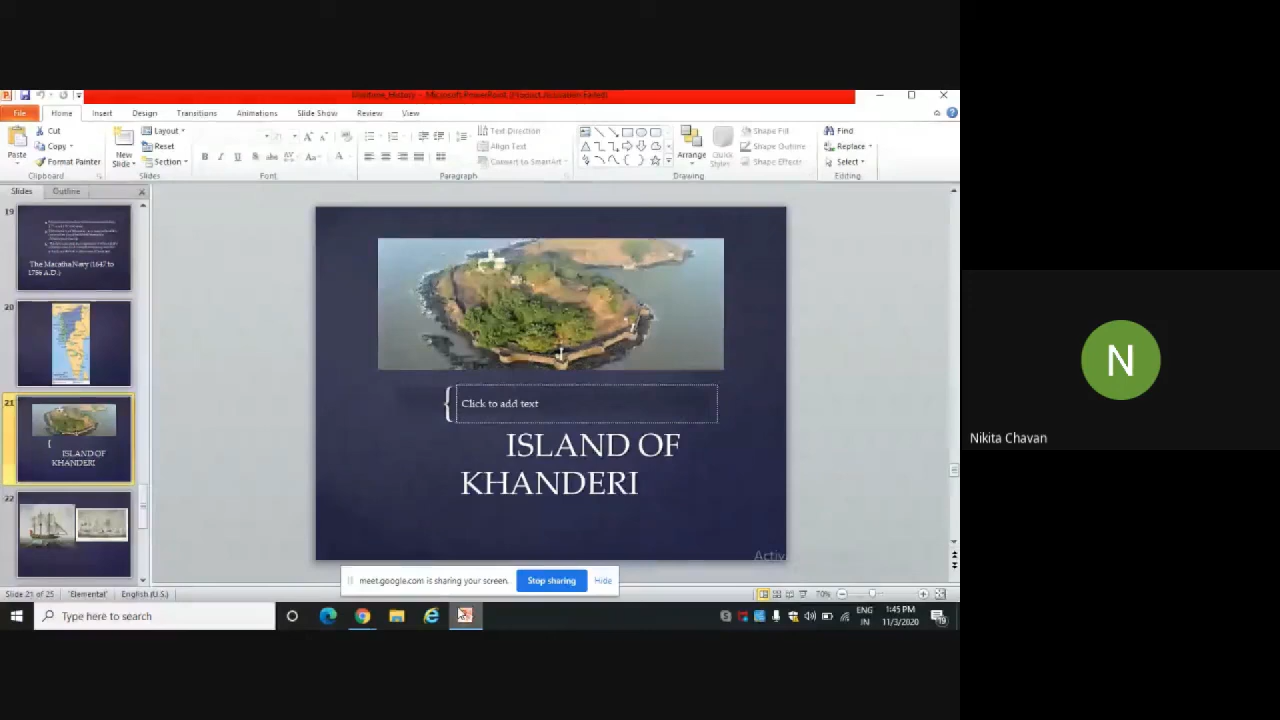 File
Home
Insert
Design
Transitions
Animations
Slide Show
Review
View
Paste
Cut
Copy
Format Painter
Clipboard
New
Slide
Layout
Reset
Section
Slides
B I U S abc AV Aa A
Font
Text Direction
Align Text
Convert to SmartArt
Paragraph
Arrange
Quick
Styles
Shape Fill
Shape Outline
Shape Effects
Drawing
Find
Replace
Select
Editing
Slides
Outline
19
The Maratha Navy (1647 to
1756 A.D.)
20
21
ISLAND OF
KHANDERI
22
Click to add text
ISLAND OF
KHANDERI
Activ
meet.google.com is sharing your screen.
Stop sharing
Hide
Slide 21 of 25
"Elemental"
English (U.S.)
70%
Type here to search
ENG
IN
1:45 PM
11/3/2020
19
N
Nikita Chavan